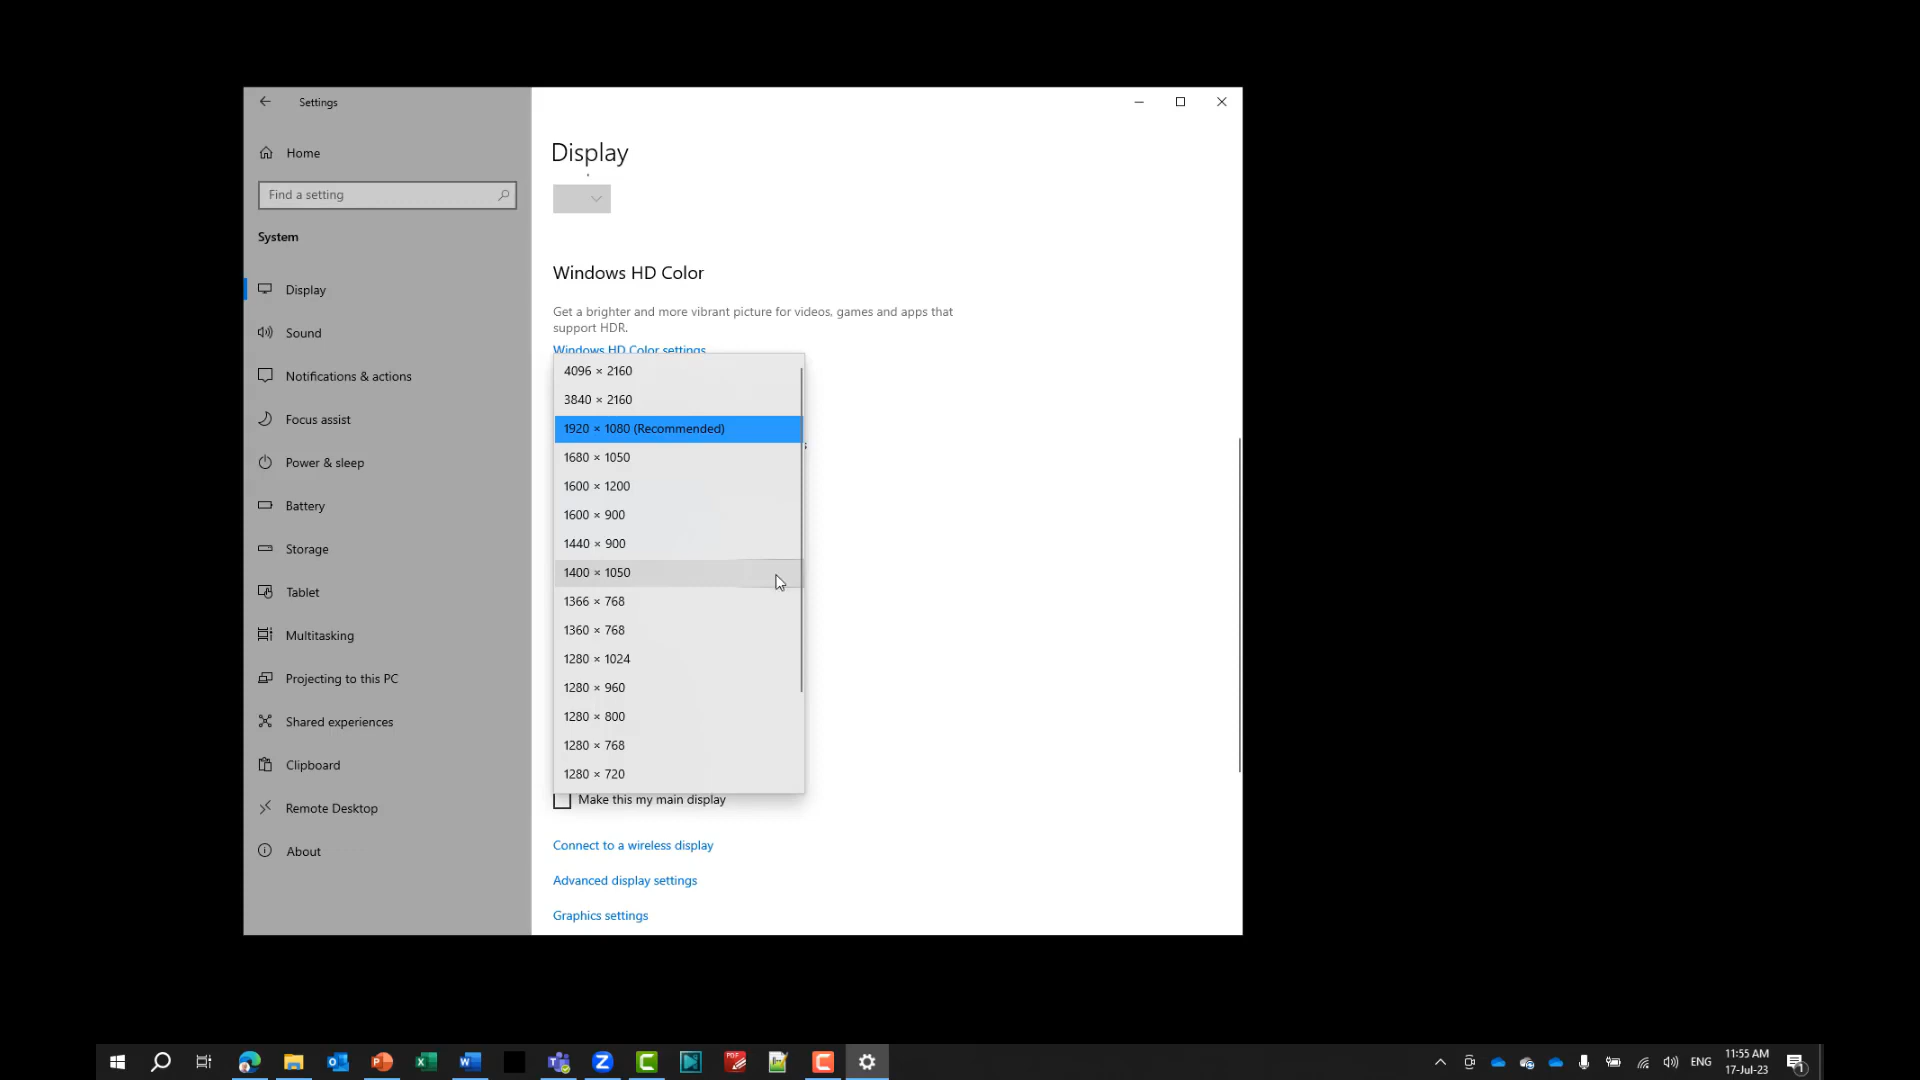 Settings
Home
Find a setting
System
Display
Sound
Notifications & actions
Focus assist
Power & sleep
Battery
Storage
Tablet
Multitasking
Projecting to this PC
Shared experiences
Clipboard
Remote Desktop
About
Display
Windows HD Color
Get a brighter and more vibrant picture for videos, games and apps that
support HDR.
Windows HD Color settings
4096 × 2160
3840 × 2160
1920 × 1080 (Recommended)
1680 × 1050
1600 × 1200
1600 × 900
1440 × 900
1400 × 1050
1366 × 768
1360 × 768
1280 × 1024
1280 × 960
1280 × 800
1280 × 768
1280 × 720
Make this my main display
Connect to a wireless display
Advanced display settings
Graphics settings
ENG
11:55 AM
17-Jul-23
1